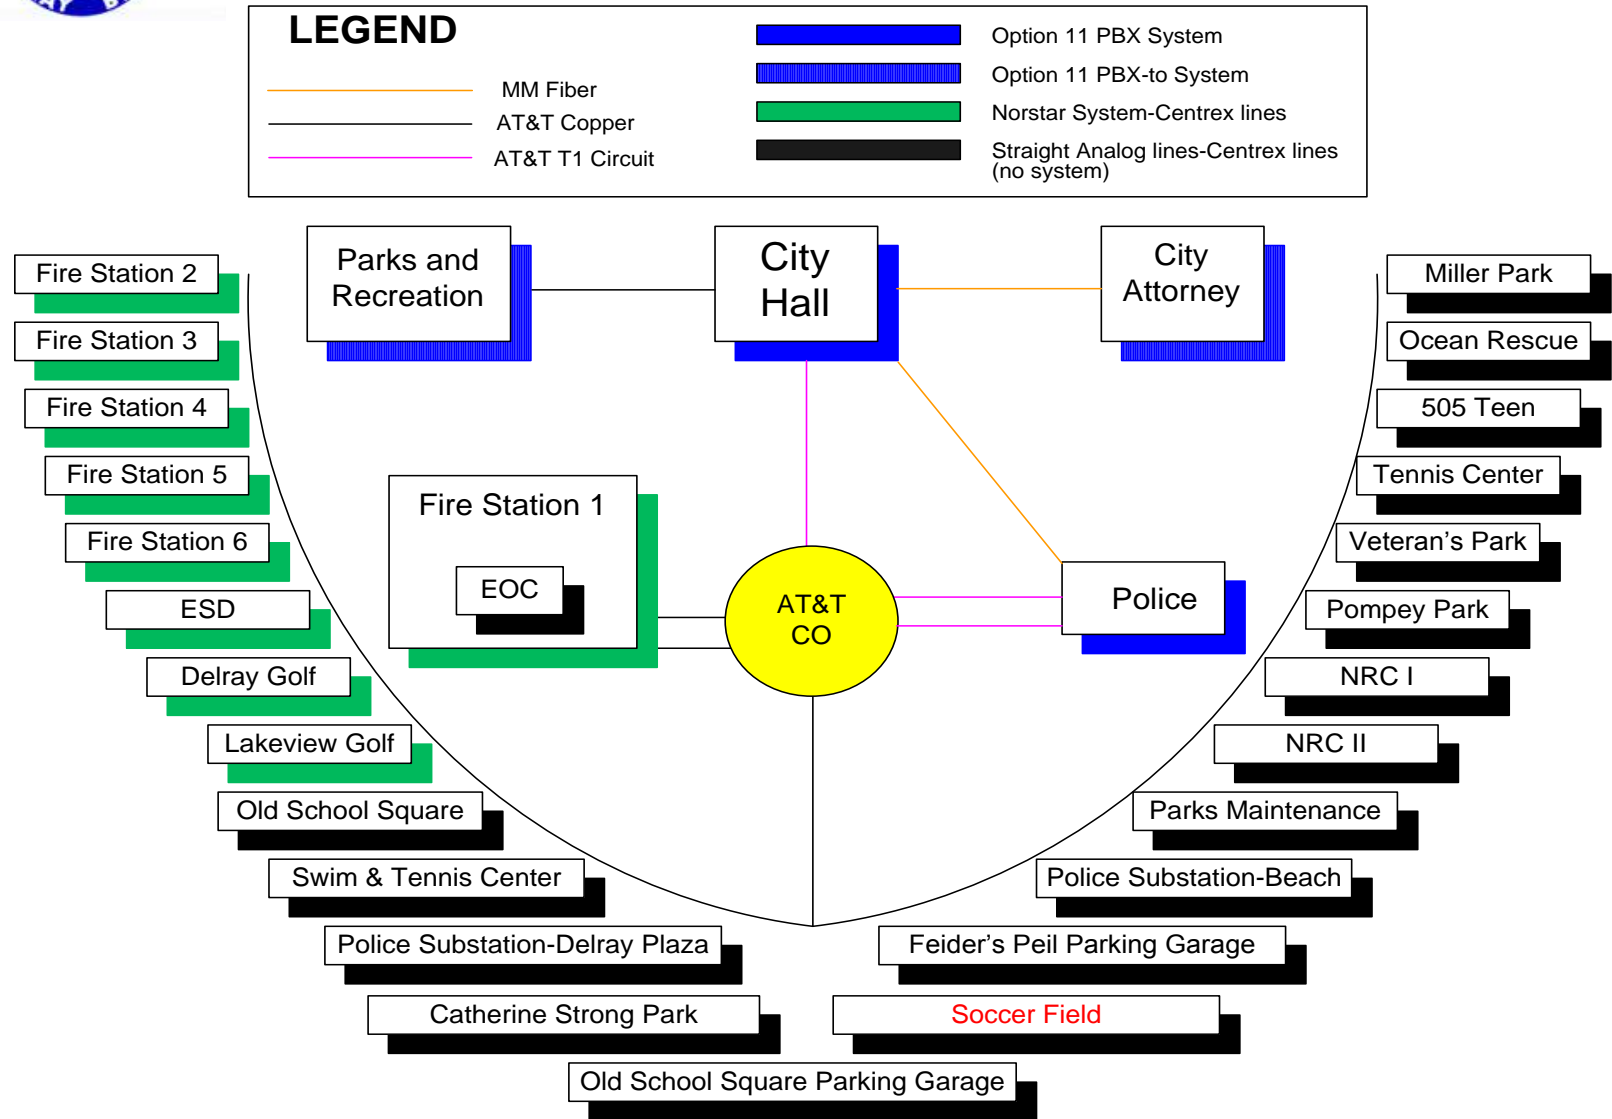 AY B
LEGEND
MM Fiber
AT&T Copper
AT&T T1 Circuit
Option 11 PBX System
Option 11 PBX-to System
Norstar System-Centrex lines
Straight Analog lines-Centrex lines
(no system)
Parks and
Recreation
City
Hall
City
Attorney
Fire Station 2
Fire Station 3
Fire Station 4
Fire Station 5
Fire Station 6
ESD
Delray Golf
Lakeview Golf
Old School Square
Swim & Tennis Center
Police Substation-Delray Plaza
Catherine Strong Park
Old School Square Parking Garage
Fire Station 1
EOC
AT&T
CO
Police
Miller Park
Ocean Rescue
505 Teen
Tennis Center
Veteran's Park
Pompey Park
NRC I
NRC II
Parks Maintenance
Police Substation-Beach
Feider's Peil Parking Garage
Soccer Field